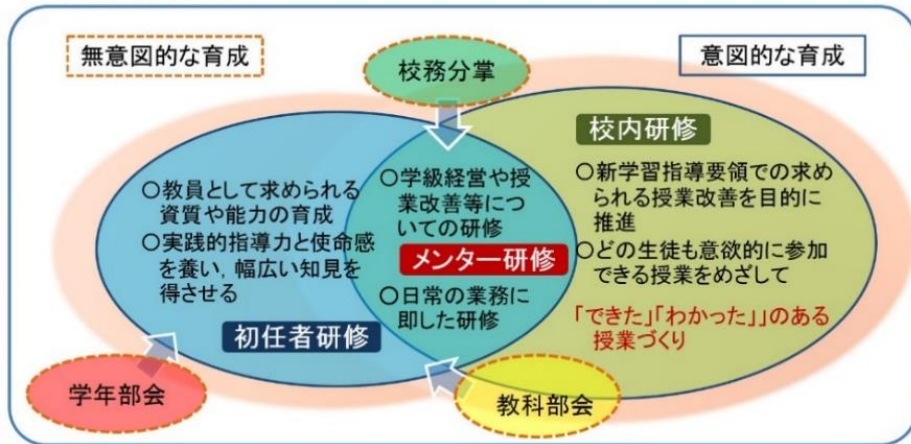 無意図的な育成
意図的な育成
校務分掌
校内研修
○教員として求められる
資質や能力の育成
○実践的指導力と使命感
を養い，幅広い知見を
得させる
初任者研修
○学級経営や授
業改善等につ
いての研修
メンター研修
○日常の業務に
即した研修
○新学習指導要領での求め
られる授業改善を目的に
推進
○どの生徒も意欲的に参加
できる授業をめざして
「できた」「わかった」」のある
授業づくり
学年部会
教科部会